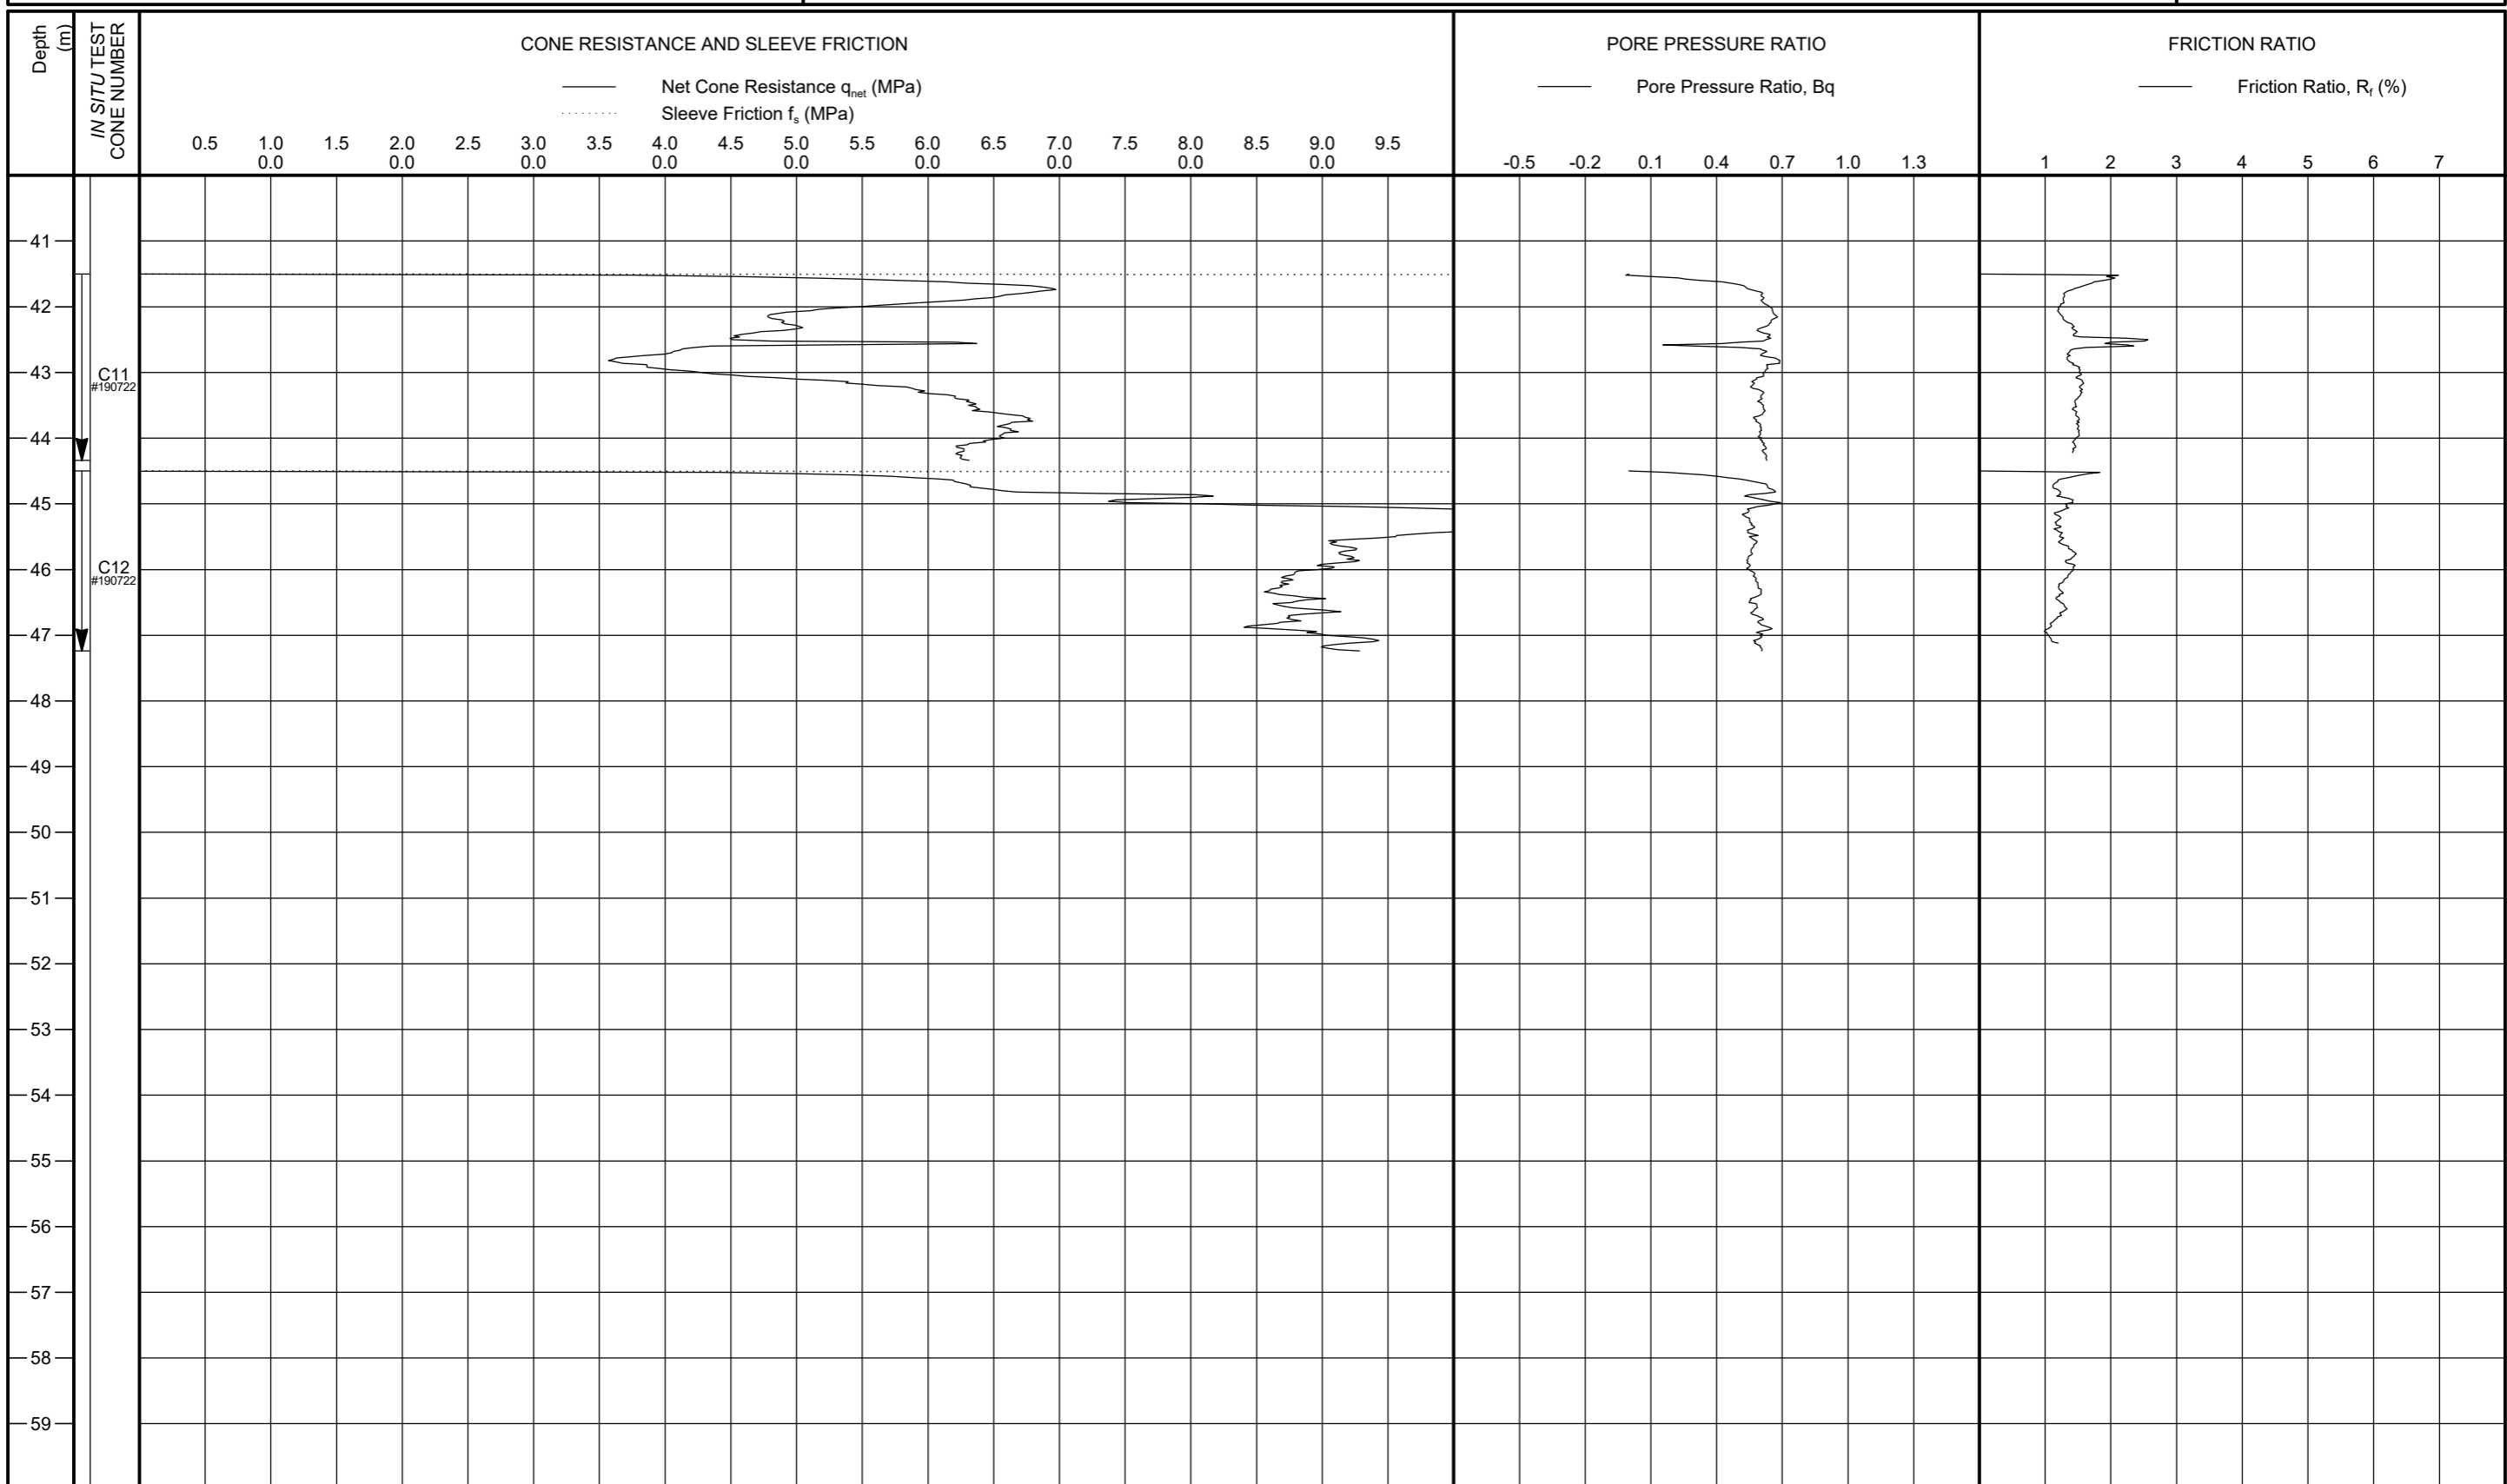 Depth
(m)
IN SITU TEST
CONE NUMBER
CONE RESISTANCE AND SLEEVE FRICTION
Net Cone Resistance qnet (MPa)
Sleeve Friction fs (MPa)
0.5 1.0 1.5 2.0 2.5 3.0 3.5 4.0 4.5 5.0 5.5 6.0 6.5 7.0 7.5 8.0 8.5 9.0 9.5
0.0 0.0 0.0 0.0 0.0 0.0 0.0 0.0 0.0
PORE PRESSURE RATIO
Pore Pressure Ratio, Bq
-0.5 -0.2 0.1 0.4 0.7 1.0 1.3
FRICTION RATIO
Friction Ratio, Rf (%)
1 2 3 4 5 6 7
41
42
43
C11
#190722
44
45
46
C12
#190722
47
48
49
50
51
52
53
54
55
56
57
58
59